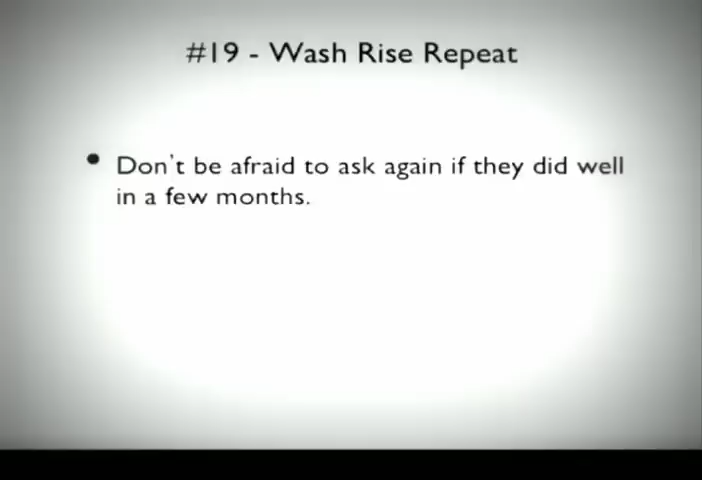 #19 - Wash Rise Repeat
• Don't be afraid to ask again if they did well
in a few months.